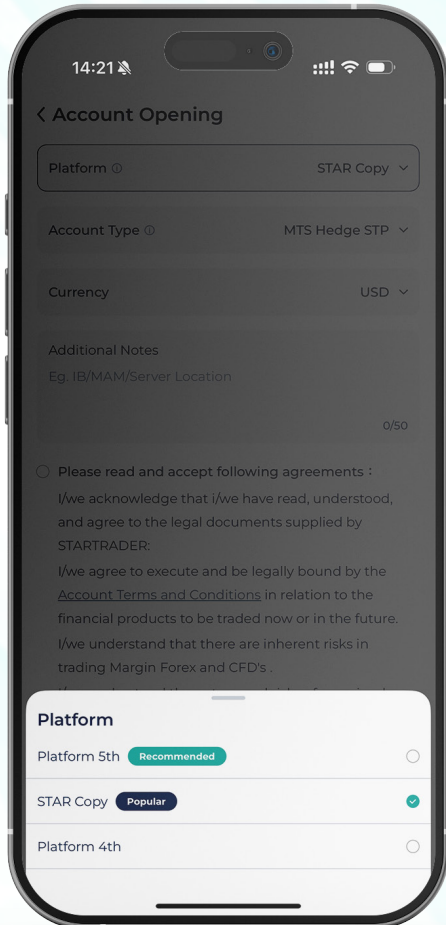 14:21
Account Opening
Platform STAR Copy
Account Type MTS Hedge STP
Currency USD
Additional Notes
Eg. IB/MAM/Server Location
0/50
Please read and accept following agreements :
I/we acknowledge that i/we have read, understood,
and agree to the legal documents supplied by
STARTRADER:
I/we agree to execute and be legally bound by the
Account Terms and Conditions in relation to the
financial products to be traded now or in the future.
I/we understand that there are inherent risks in
trading Margin Forex and CFD's .
Platform
Platform 5th Recommended
STAR Copy Popular
Platform 4th